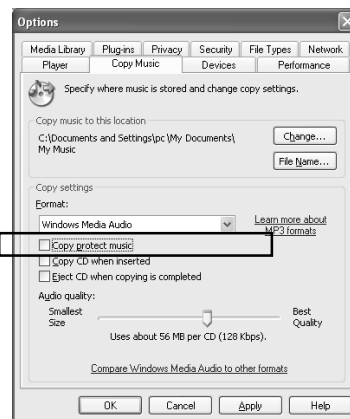 Options
Media Library Plug-ins Privacy Security File Types Network
Player Copy Music Devices Performance
Specify where music is stored and change copy settings.
Copy music to this location
C:\Documents and Settings\pc\My Documents\
My Music
Change...
File Name...
Copy settings
Format:
Windows Media Audio
Learn more about
MP3 formats
Copy protect music
Copy CD when inserted
Eject CD when copying is completed
Audio quality:
Smallest
Size
Best
Quality
Uses about 56 MB per CD (128 Kbps).
Compare Windows Media Audio to other formats
OK Cancel Apply Help